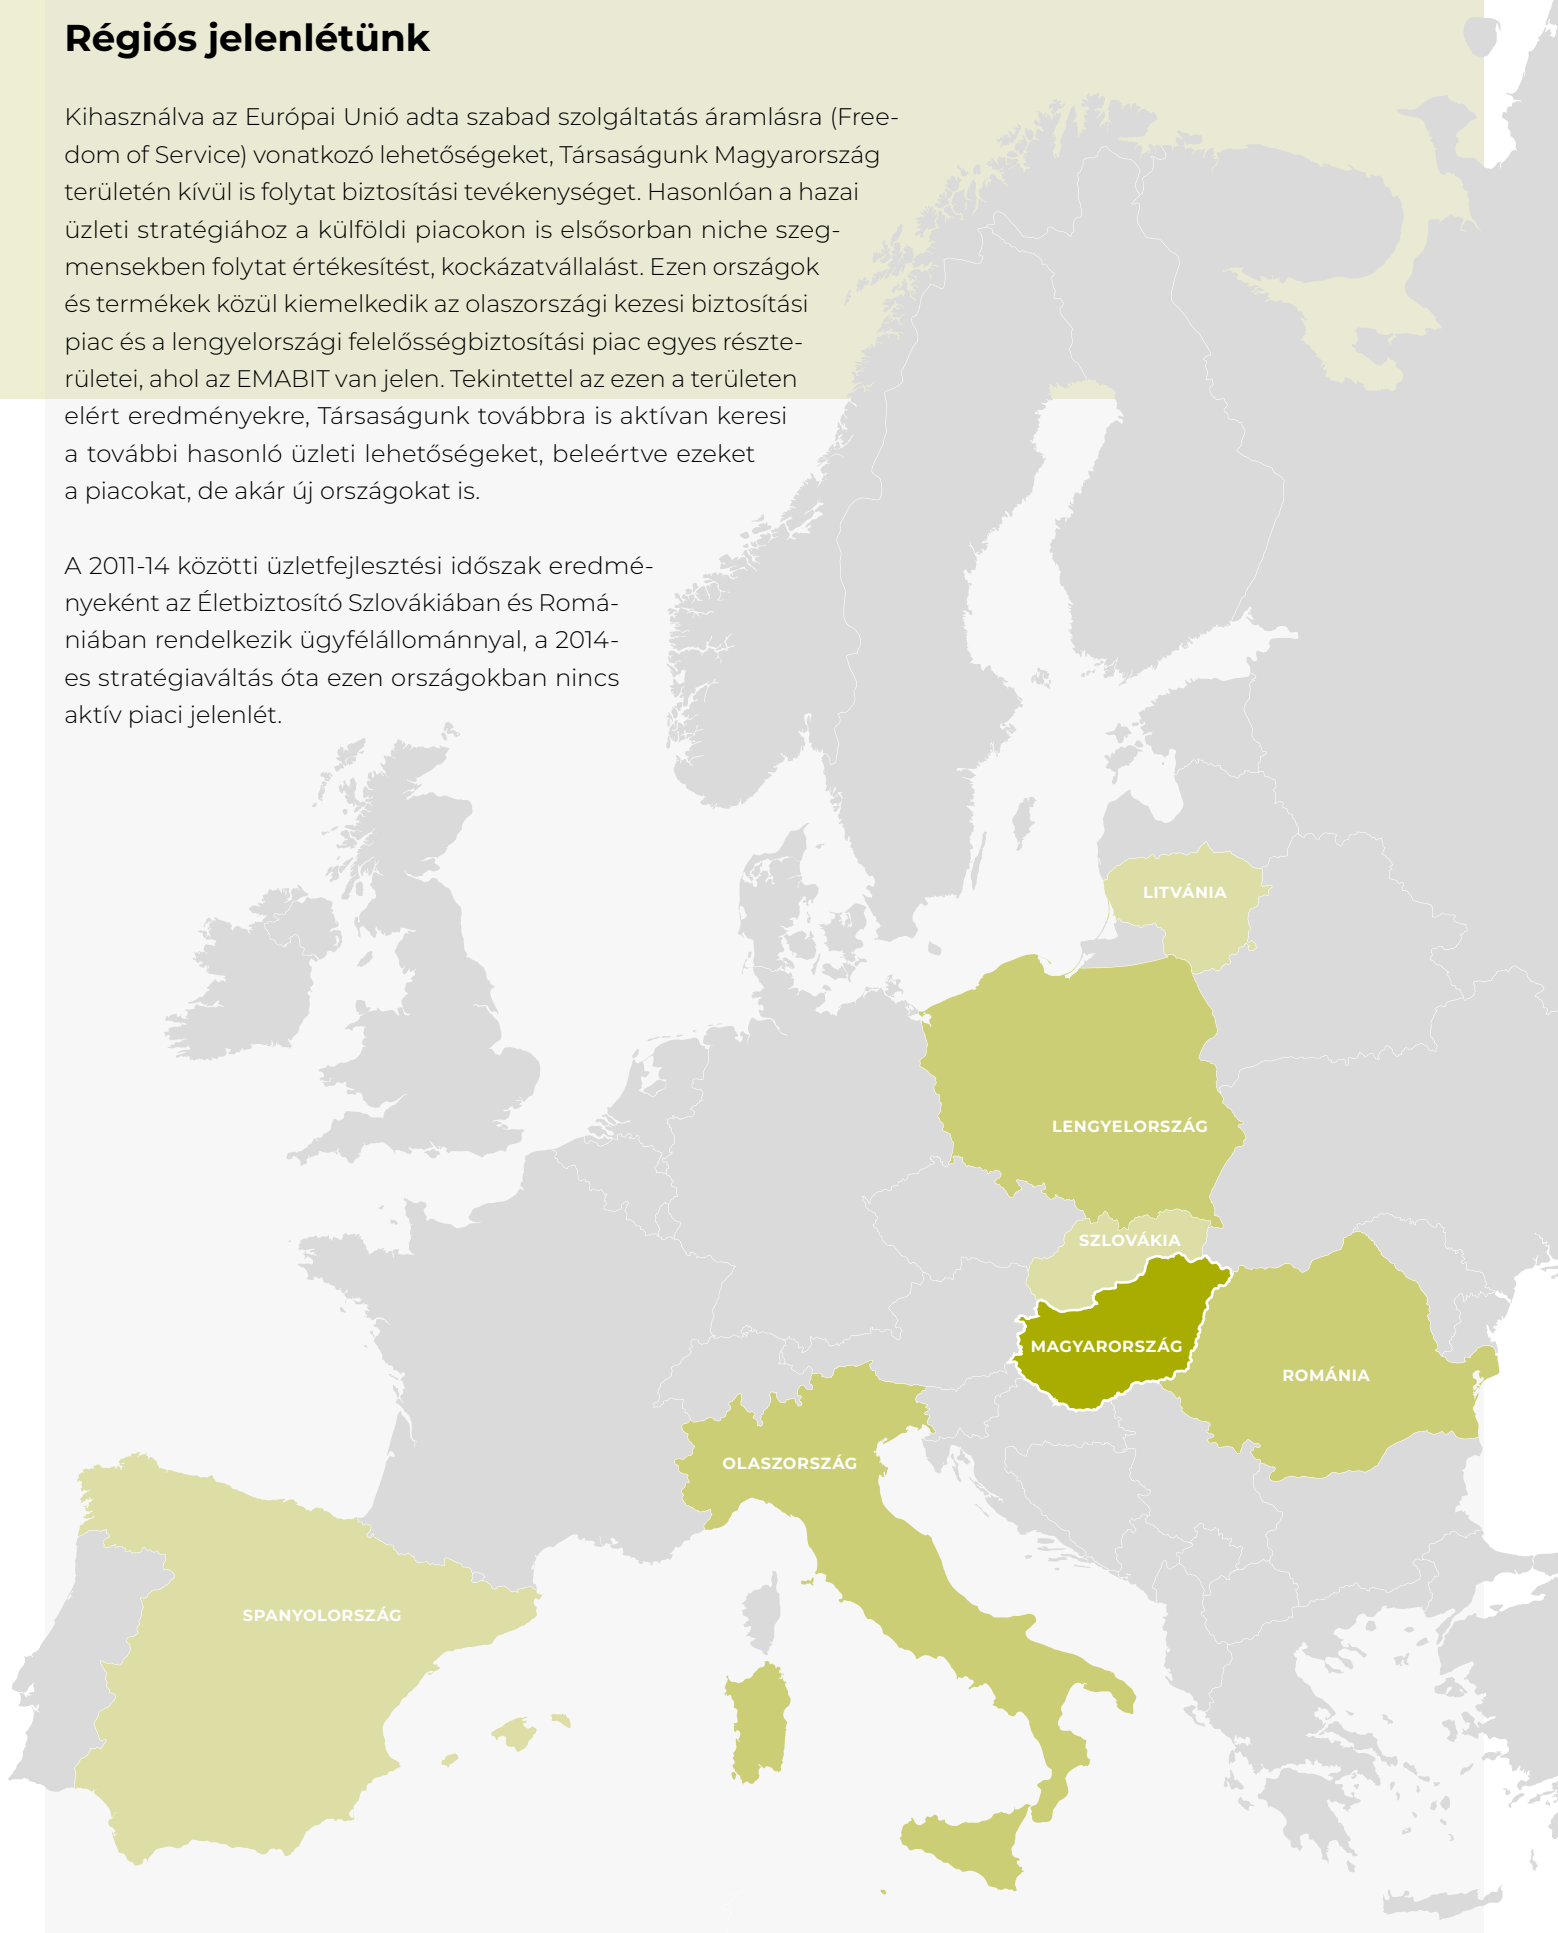 Régiós jelenlétünk
Kihasználva az Európai Unió adta szabad szolgáltatás áramlásra (Free-
dom of Service) vonatkozó lehetőségeket, Társaságunk Magyarország
területén kívül is folytat biztosítási tevékenységet. Hasonlóan a hazai
üzleti stratégiához a külföldi piacokon is elsősorban niche szeg-
mensekben folytat értékesítést, kockázatvállalást. Ezen országok
és termékek közül kiemelkedik az olaszországi kezesi biztosítási
piac és a lengyelországi felelősségbiztosítási piac egyes részte-
rületei, ahol az EMABIT van jelen. Tekintettel az ezen a területen
elért eredményekre, Társaságunk továbbra is aktívan keresi
a további hasonló üzleti lehetőségeket, beleértve ezeket
a piacokat, de akár új országokat is.
A 2011-14 közötti üzletfejlesztési időszak eredmé-
nyeként az Életbiztosító Szlovákiában és Romá-
niában rendelkezik ügyfélállománnyal, a 2014-
es stratégiaváltás óta ezen országokban nincs
aktív piaci jelenlét.
LITVÁNIA
LENGYELORSZÁG
SZLOVÁKIA
MAGYARORSZÁG
ROMÁNIA
OLASZORSZÁG
SPANYOLORSZÁG